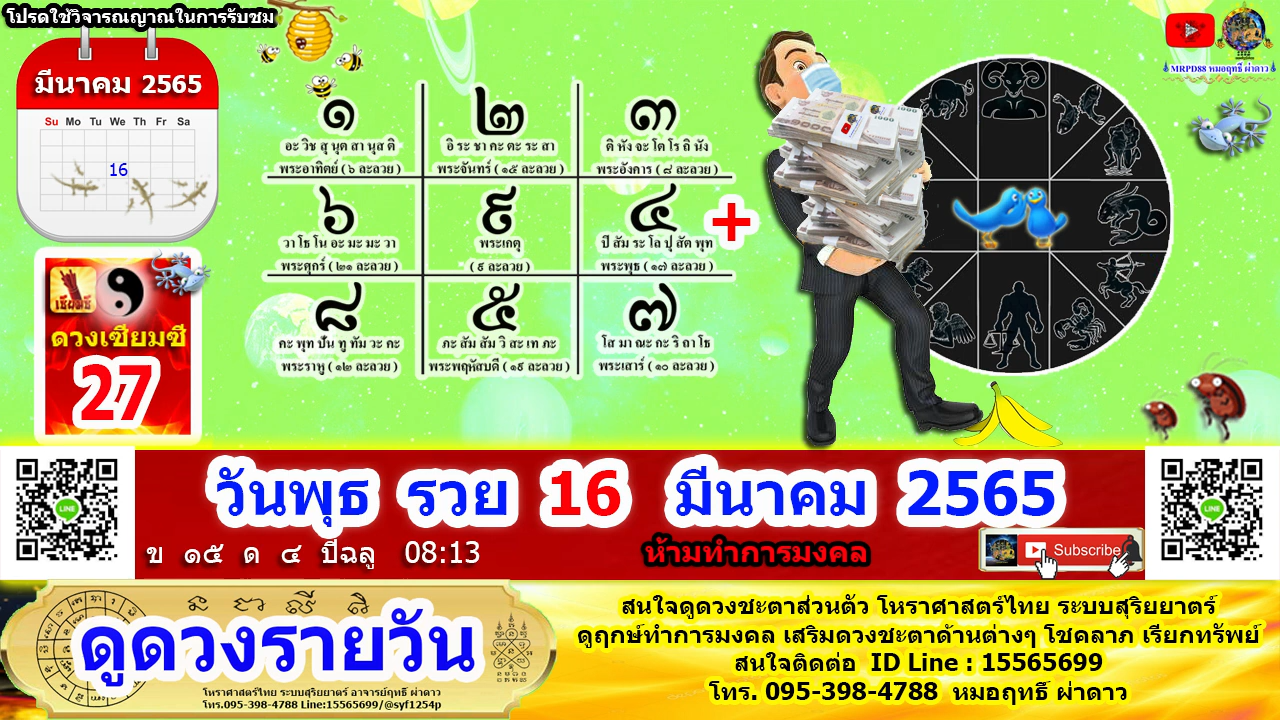 โปรดใช้วิจารณญาณในการรับชม
มีนาคม 2565
Su Mo Tu We Th Fr Sa
16
MRPD88 หมอฤทธิ์ ผ่าดาว
๑ ๒ ๓
อะ วิช สุ นุต สา นุส ติ
อิ ระ ชา คะ ตะ ระ สา
ติ หัง จะ โต โร ถิ นัง
พระอาทิตย์ ( ๖ ละลวย )
พระจันทร์ ( ๑๕ ละลวย )
พระอังคาร ( ๘ ละลวย )
๖ ๙ ๔ +
วา โธ โน อะ มะ มะ วา
พระเกตุ
ปิ สัม ระ โล ปุ สัต พุท
พระศุกร์ ( ๒๑ ละลวย )
( ๙ ละลวย )
พระพุธ ( ๑๗ ละลวย )
๘ ๕ ๗
คะ พุท ปัน ทู ทัม วะ คะ
ภะ สัม สัม วิ สะ เท ภะ
โส มา ณะ กะ ริ ถา โธ
พระราหู ( ๑๒ ละลวย )
พระพฤหัสบดี ( ๑๙ ละลวย )
พระเสาร์ ( ๑๐ ละลวย )
เซียมซี
ดวงเซียมซี
27
LINE
วันพุธ รวย 16 มีนาคม 2565
LINE
ข ๑๕ ด ๔ ปีฉลู 08:13
ห้ามทำการมงคล
Subscribe
ดูดวงรายวัน
โหราศาสตร์ไทย ระบบสุริยยาตร์ อาจารย์ฤทธิ์ ผ่าดาว
โทร.095-398-4788 Line:15565699/@syf1254p
สนใจดูดวงชะตาส่วนตัว โหราศาสตร์ไทย ระบบสุริยยาตร์
ดูฤกษ์ทำการมงคล เสริมดวงชะตาด้านต่างๆ โชคลาภ เรียกทรัพย์
สนใจติดต่อ ID Line : 15565699
โทร. 095-398-4788 หมอฤทธิ์ ผ่าดาว